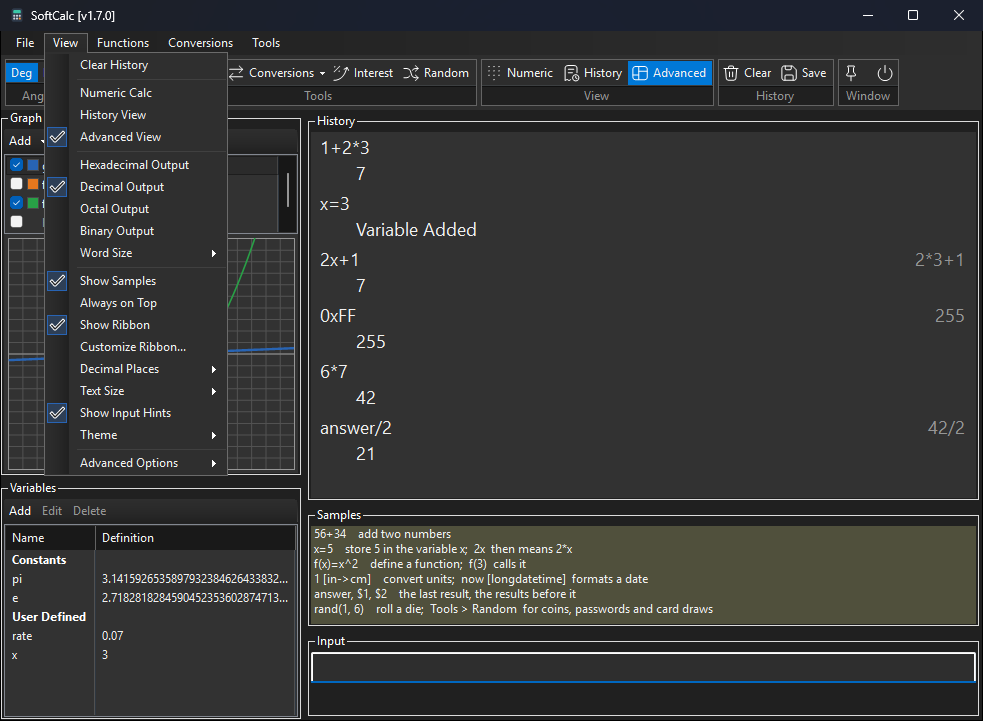 SoftCalc [v1.7.0]
File View Functions Conversions Tools
Deg Conversions Interest Random Numeric History Advanced Clear Save
Tools View History Window
Clear History
Numeric Calc
History View
Advanced View
Hexadecimal Output
Decimal Output
Octal Output
Binary Output
Word Size
Show Samples
Always on Top
Show Ribbon
Customize Ribbon...
Decimal Places
Text Size
Show Input Hints
Theme
Advanced Options
Graph
Add
Variables
Add Edit Delete
Name Definition
Constants
pi 3.1415926535897932384626433832...
e 2.7182818284590452353602874713...
User Defined
rate 0.07
x 3
History
1+2*3
7
x=3
Variable Added
2x+1 2*3+1
7
0xFF 255
255
6*7
42
answer/2 42/2
21
Samples
56+34 add two numbers
x=5 store 5 in the variable x; 2x then means 2*x
f(x)=x^2 define a function; f(3) calls it
1 [in->cm] convert units; now [longdatetime] formats a date
answer, $1, $2 the last result, the results before it
rand(1, 6) roll a die; Tools > Random for coins, passwords and card draws
Input